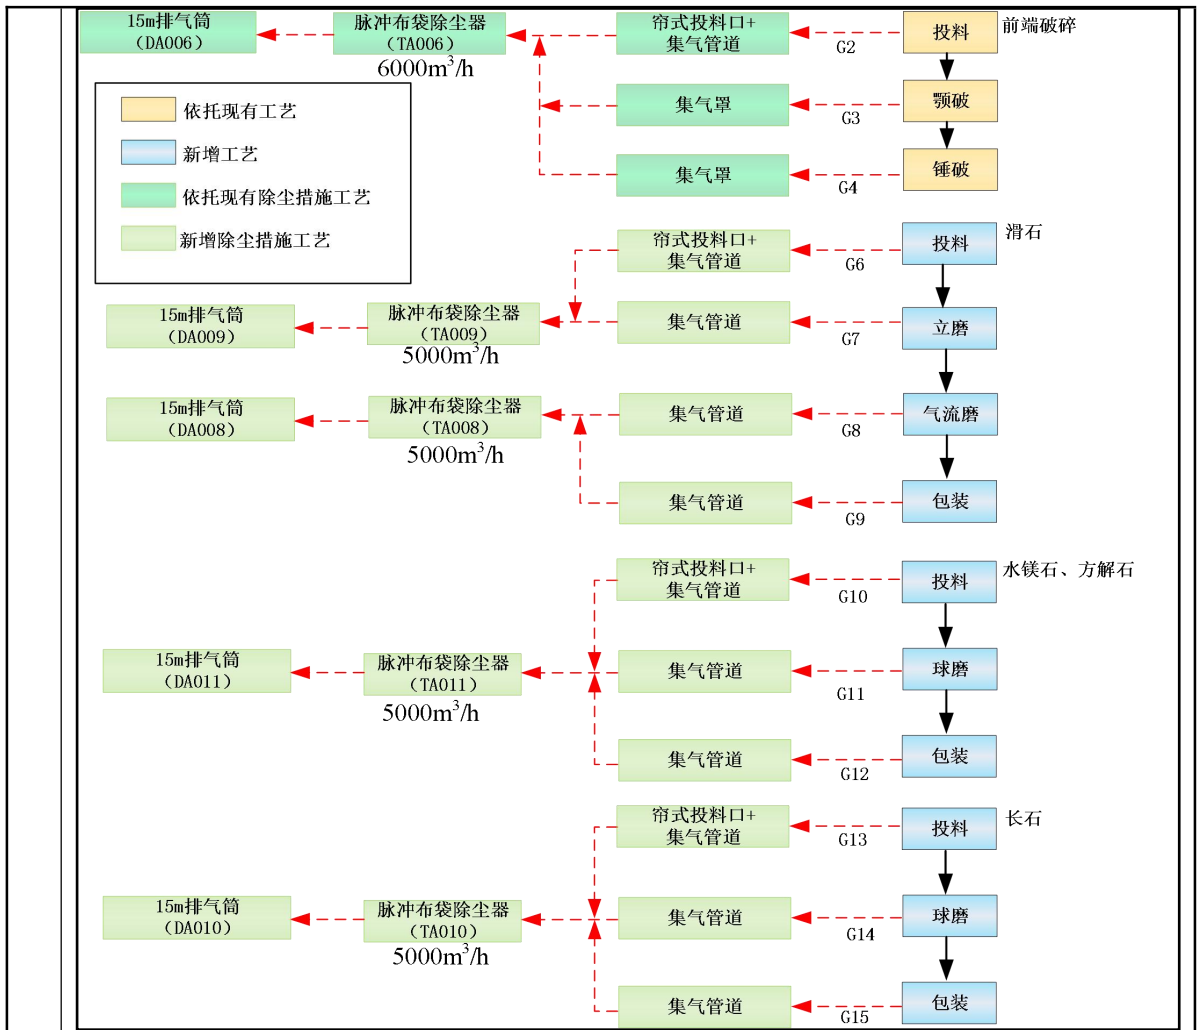 15m排气筒
（DA006）
脉冲布袋除尘器
（TA006）
6000m³/h
帘式投料口+
集气管道
G2
投料
前端破碎
集气罩
G3
颚破
集气罩
G4
锤破
依托现有工艺
新增工艺
依托现有除尘措施工艺
新增除尘措施工艺
帘式投料口+
集气管道
G6
投料
滑石
15m排气筒
（DA009）
脉冲布袋除尘器
（TA009）
5000m³/h
集气管道
G7
立磨
15m排气筒
（DA008）
脉冲布袋除尘器
（TA008）
5000m³/h
集气管道
G8
气流磨
集气管道
G9
包装
帘式投料口+
集气管道
G10
投料
水镁石、方解石
15m排气筒
（DA011）
脉冲布袋除尘器
（TA011）
5000m³/h
集气管道
G11
球磨
集气管道
G12
包装
帘式投料口+
集气管道
G13
投料
长石
15m排气筒
（DA010）
脉冲布袋除尘器
（TA010）
5000m³/h
集气管道
G14
球磨
集气管道
G15
包装